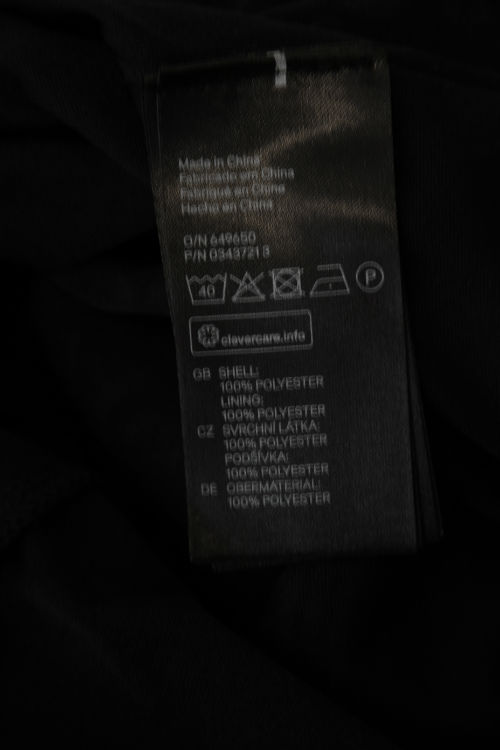 Made in China
Fabricado em China
Fabriqué en Chine
Hecho en China
O/N 649650
P/N 0343721 3
40
P
clevercare.info
GB SHELL:
100% POLYESTER
LINING:
100% POLYESTER
CZ SVRCHNÍ LÁTKA:
100% POLYESTER
PODŠÍVKA:
100% POLYESTER
DE OBERMATERIAL:
100% POLYESTER